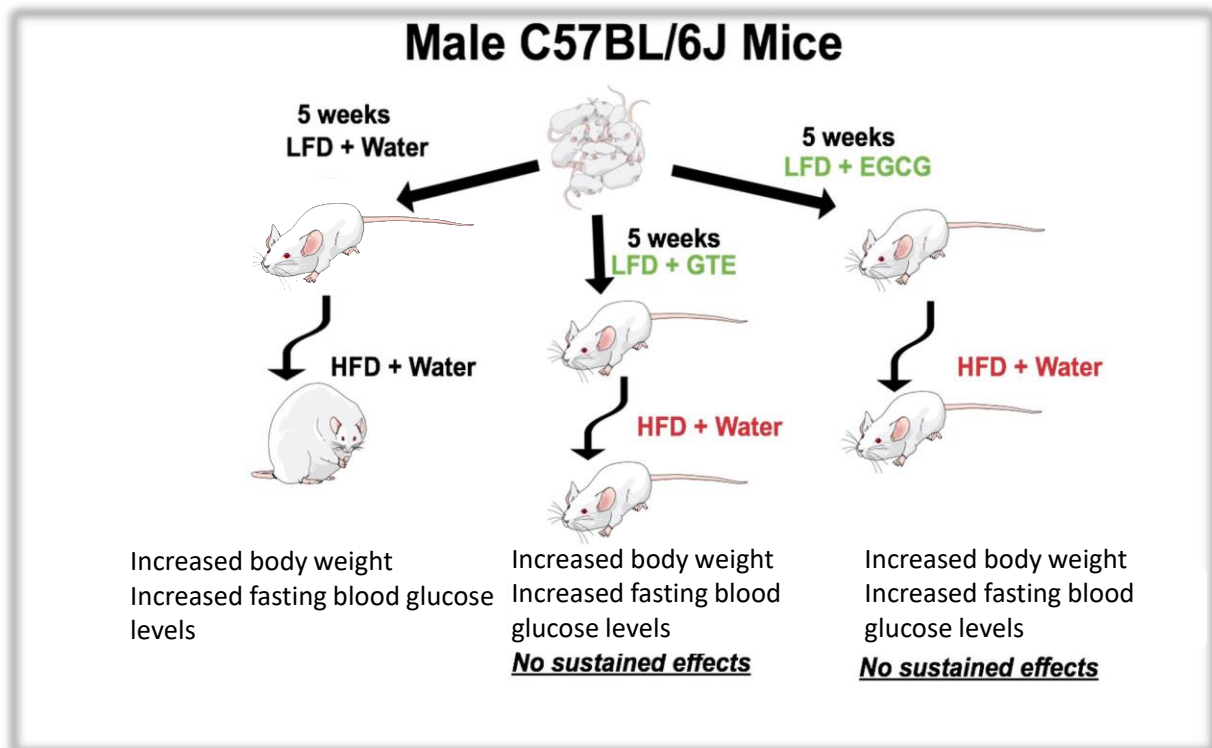 Male C57BL/6J Mice
5 weeks
LFD + Water
5 weeks
LFD + EGCG
5 weeks
LFD + GTE
HFD + Water
HFD + Water
HFD + Water
Increased body weight
Increased fasting blood glucose
levels
Increased body weight
Increased fasting blood
glucose levels
No sustained effects
Increased body weight
Increased fasting blood
glucose levels
No sustained effects